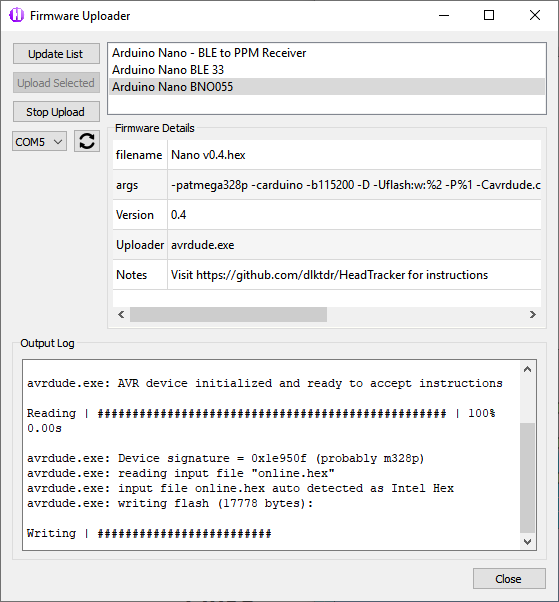 Firmware Uploader
Update List
Upload Selected
Stop Upload
COM5
Arduino Nano - BLE to PPM Receiver
Arduino Nano BLE 33
Arduino Nano BNO055
Firmware Details
filename Nano v0.4.hex
args -patmega328p -carduino -b115200 -D -Uflash:w:%2 -P%1 -Cavrdude.c
Version 0.4
Uploader avrdude.exe
Notes Visit https://github.com/dlktdr/HeadTracker for instructions
Output Log
avrdude.exe: AVR device initialized and ready to accept instructions
Reading | ################################################## | 100%
0.00s
avrdude.exe: Device signature = 0x1e950f (probably m328p)
avrdude.exe: reading input file "online.hex"
avrdude.exe: input file online.hex auto detected as Intel Hex
avrdude.exe: writing flash (17778 bytes):
Writing | #########################
Close